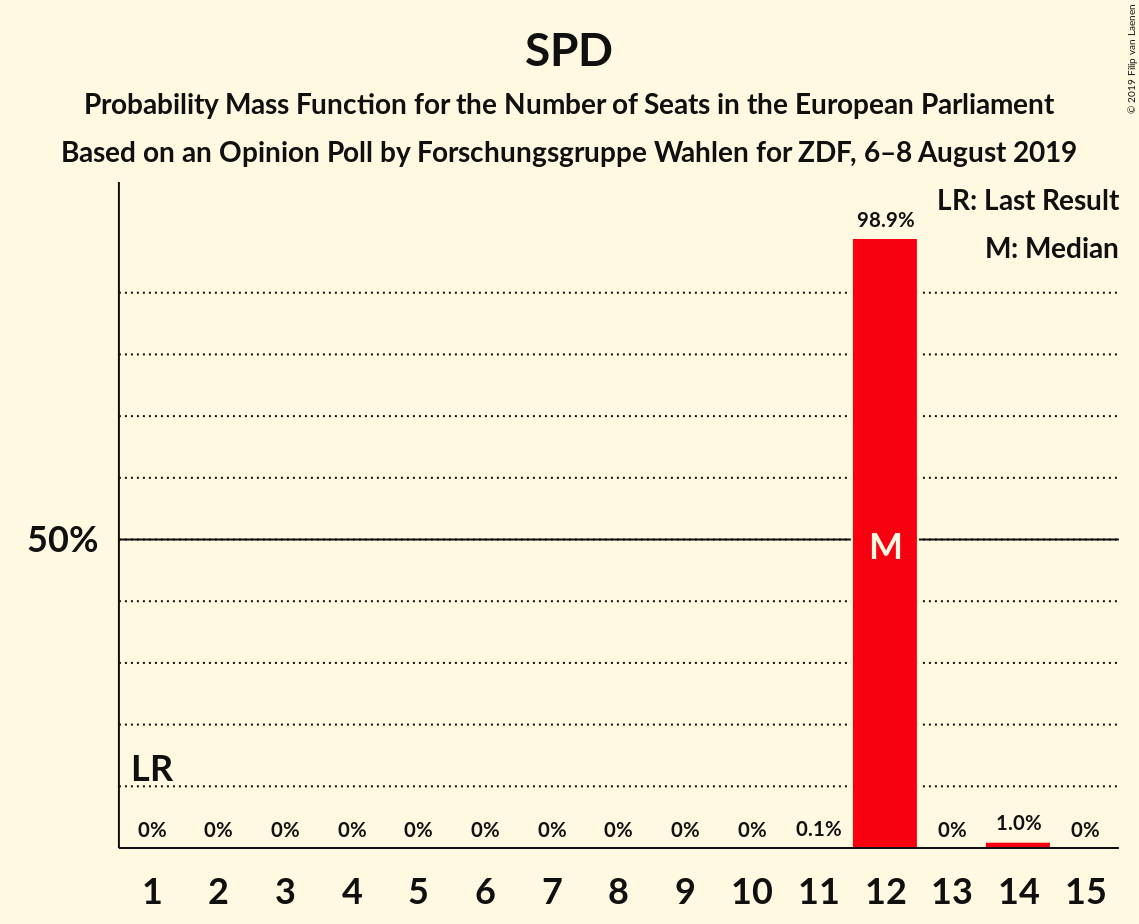 SPD
Probability Mass Function for the Number of Seats in the European Parliament
Based on an Opinion Poll by Forschungsgruppe Wahlen for ZDF, 6–8 August 2019
© 2019 Filip van Laenen
LR: Last Result
M: Median
98.9%
50%
M
LR
0% 0% 0% 0% 0% 0% 0% 0% 0% 0% 0.1% 0% 1.0% 0%
1 2 3 4 5 6 7 8 9 10 11 12 13 14 15